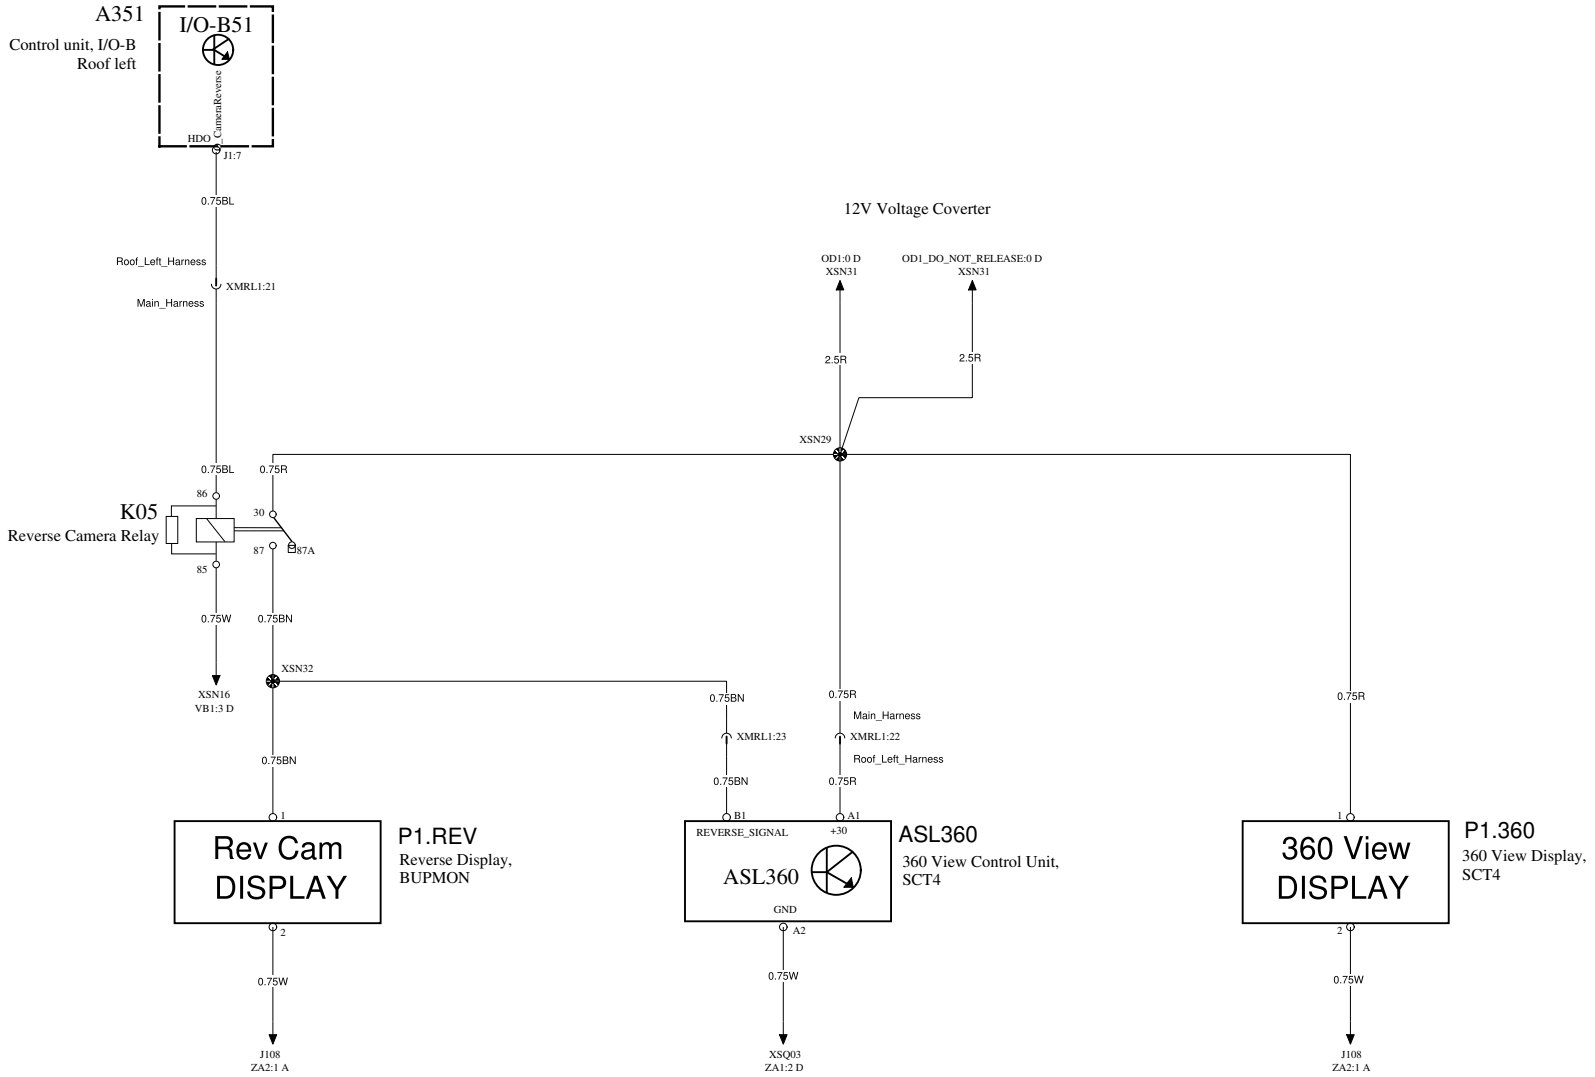 A351
I/O-B51
Control unit, I/O-B
Roof left
_CameraReverse
HDO
J1:7
0.75BL
12V Voltage Coverter
Roof_Left_Harness
OD1:0 D
XSN31
OD1_DO_NOT_RELEASE:0 D
XSN31
XMRL1:21
Main_Harness
2.5R
2.5R
XSN29
0.75BL
0.75R
86
K05
Reverse Camera Relay
30
87
87A
85
0.75W
0.75BN
XSN32
XSN16
VB1:3 D
0.75BN
0.75R
0.75R
Main_Harness
XMRL1:23
XMRL1:22
0.75BN
Roof_Left_Harness
0.75BN
0.75R
1
B1
A1
1
Rev Cam
DISPLAY
P1.REV
Reverse Display,
BUPMON
REVERSE_SIGNAL
+30
ASL360
GND
ASL360
360 View Control Unit,
SCT4
360 View
DISPLAY
P1.360
360 View Display,
SCT4
2
A2
2
0.75W
0.75W
0.75W
J108
ZA2:1 A
XSQ03
ZA1:2 D
J108
ZA2:1 A